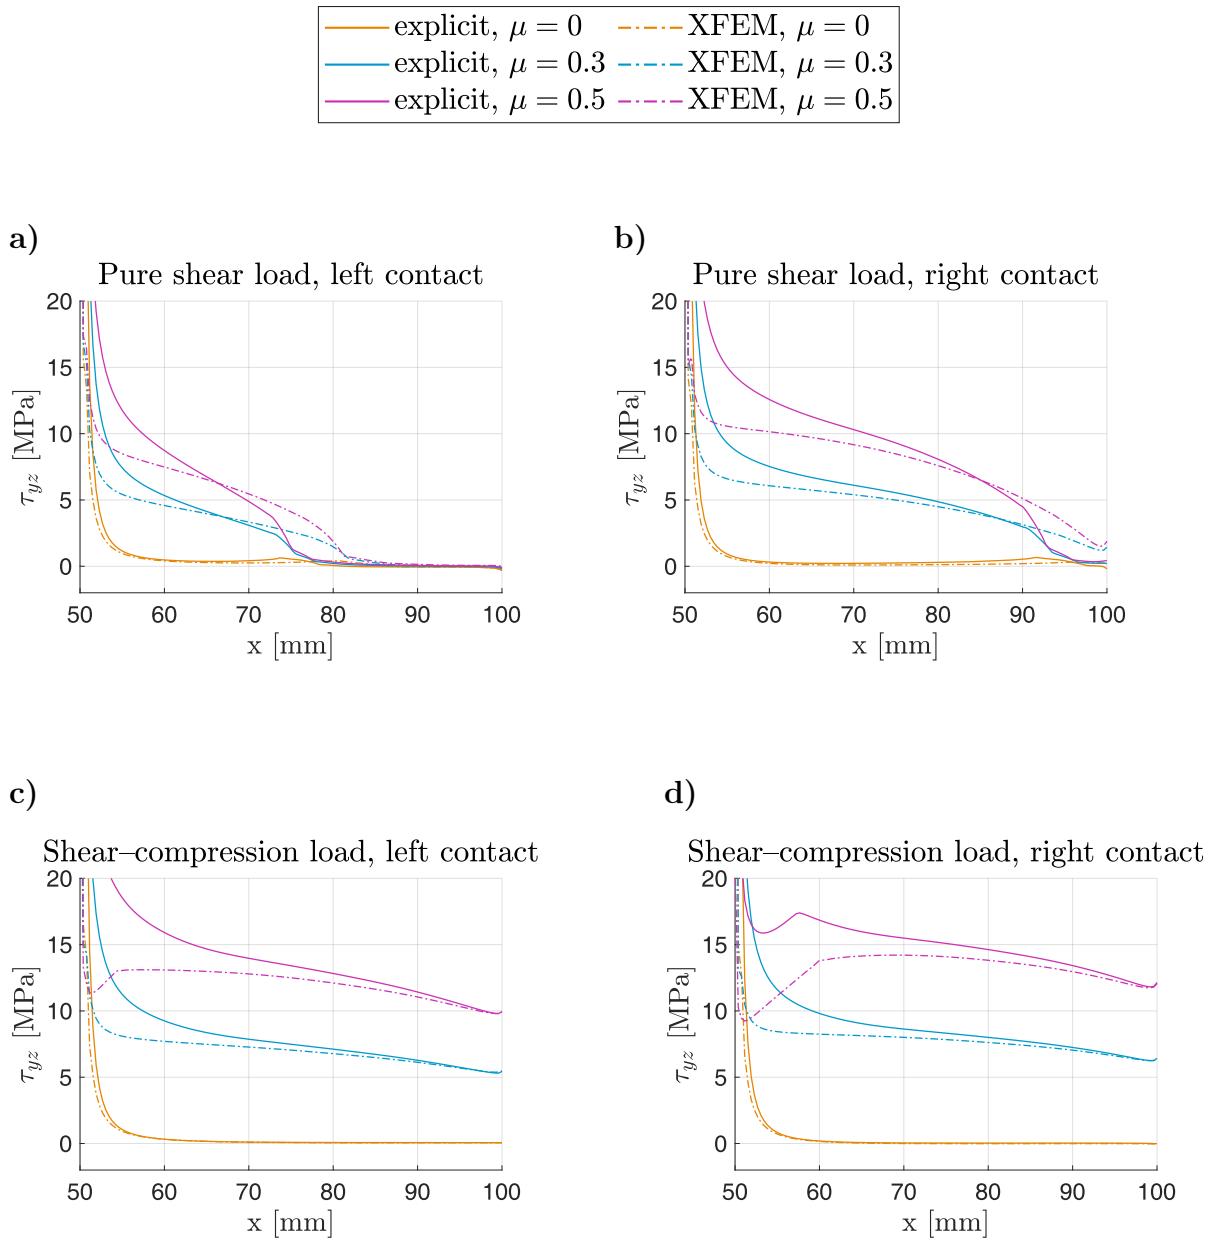 explicit, μ = 0 XFEM, μ = 0
explicit, μ = 0.3 XFEM, μ = 0.3
explicit, μ = 0.5 XFEM, μ = 0.5
a)
Pure shear load, left contact
20
15
10
5
0
τyz [MPa]
50 60 70 80 90 100
x [mm]
b)
Pure shear load, right contact
20
15
10
5
0
τyz [MPa]
50 60 70 80 90 100
x [mm]
c)
Shear–compression load, left contact
20
15
10
5
0
τyz [MPa]
50 60 70 80 90 100
x [mm]
d)
Shear–compression load, right contact
20
15
10
5
0
τyz [MPa]
50 60 70 80 90 100
x [mm]